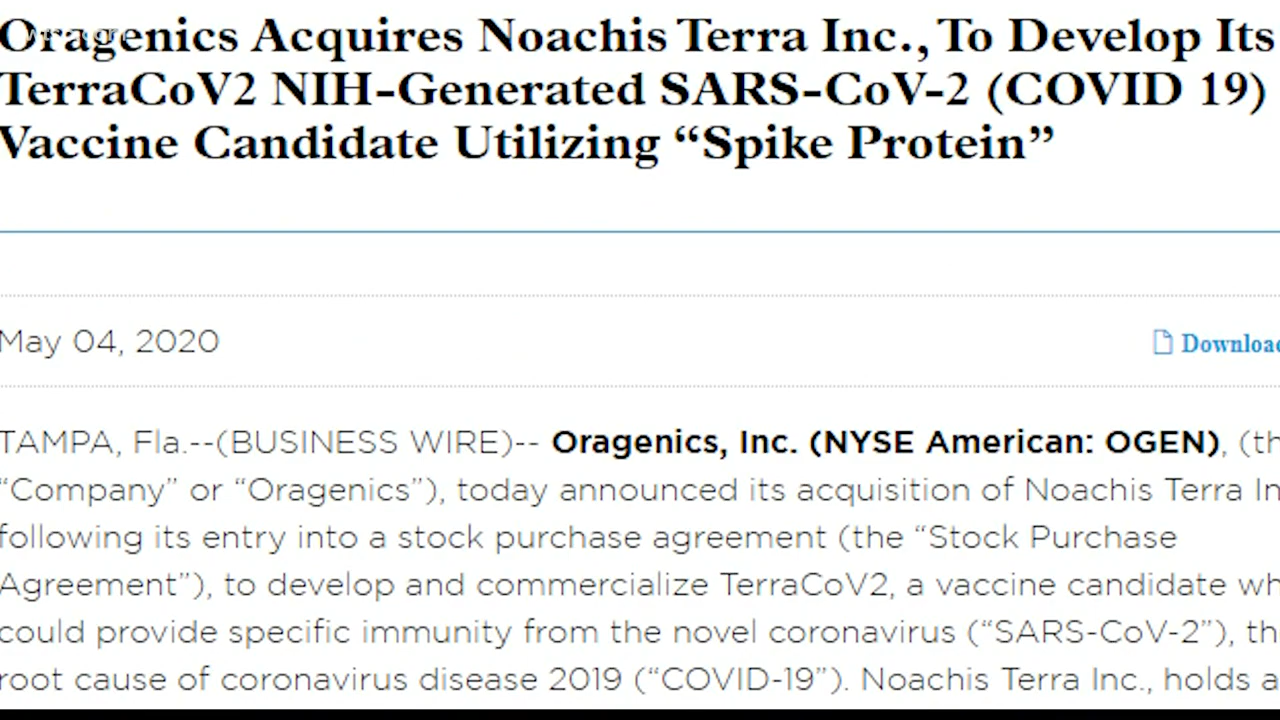 Oragenics Acquires Noachis Terra Inc., To Develop Its
TerraCoV2 NIH-Generated SARS-CoV-2 (COVID 19)
Vaccine Candidate Utilizing “Spike Protein”
May 04, 2020
Download
TAMPA, Fla.--(BUSINESS WIRE)-- Oragenics, Inc. (NYSE American: OGEN), (th
“Company” or “Oragenics”), today announced its acquisition of Noachis Terra In
following its entry into a stock purchase agreement (the “Stock Purchase
Agreement”), to develop and commercialize TerraCoV2, a vaccine candidate wh
could provide specific immunity from the novel coronavirus (“SARS-CoV-2”), th
root cause of coronavirus disease 2019 (“COVID-19”). Noachis Terra Inc., holds a